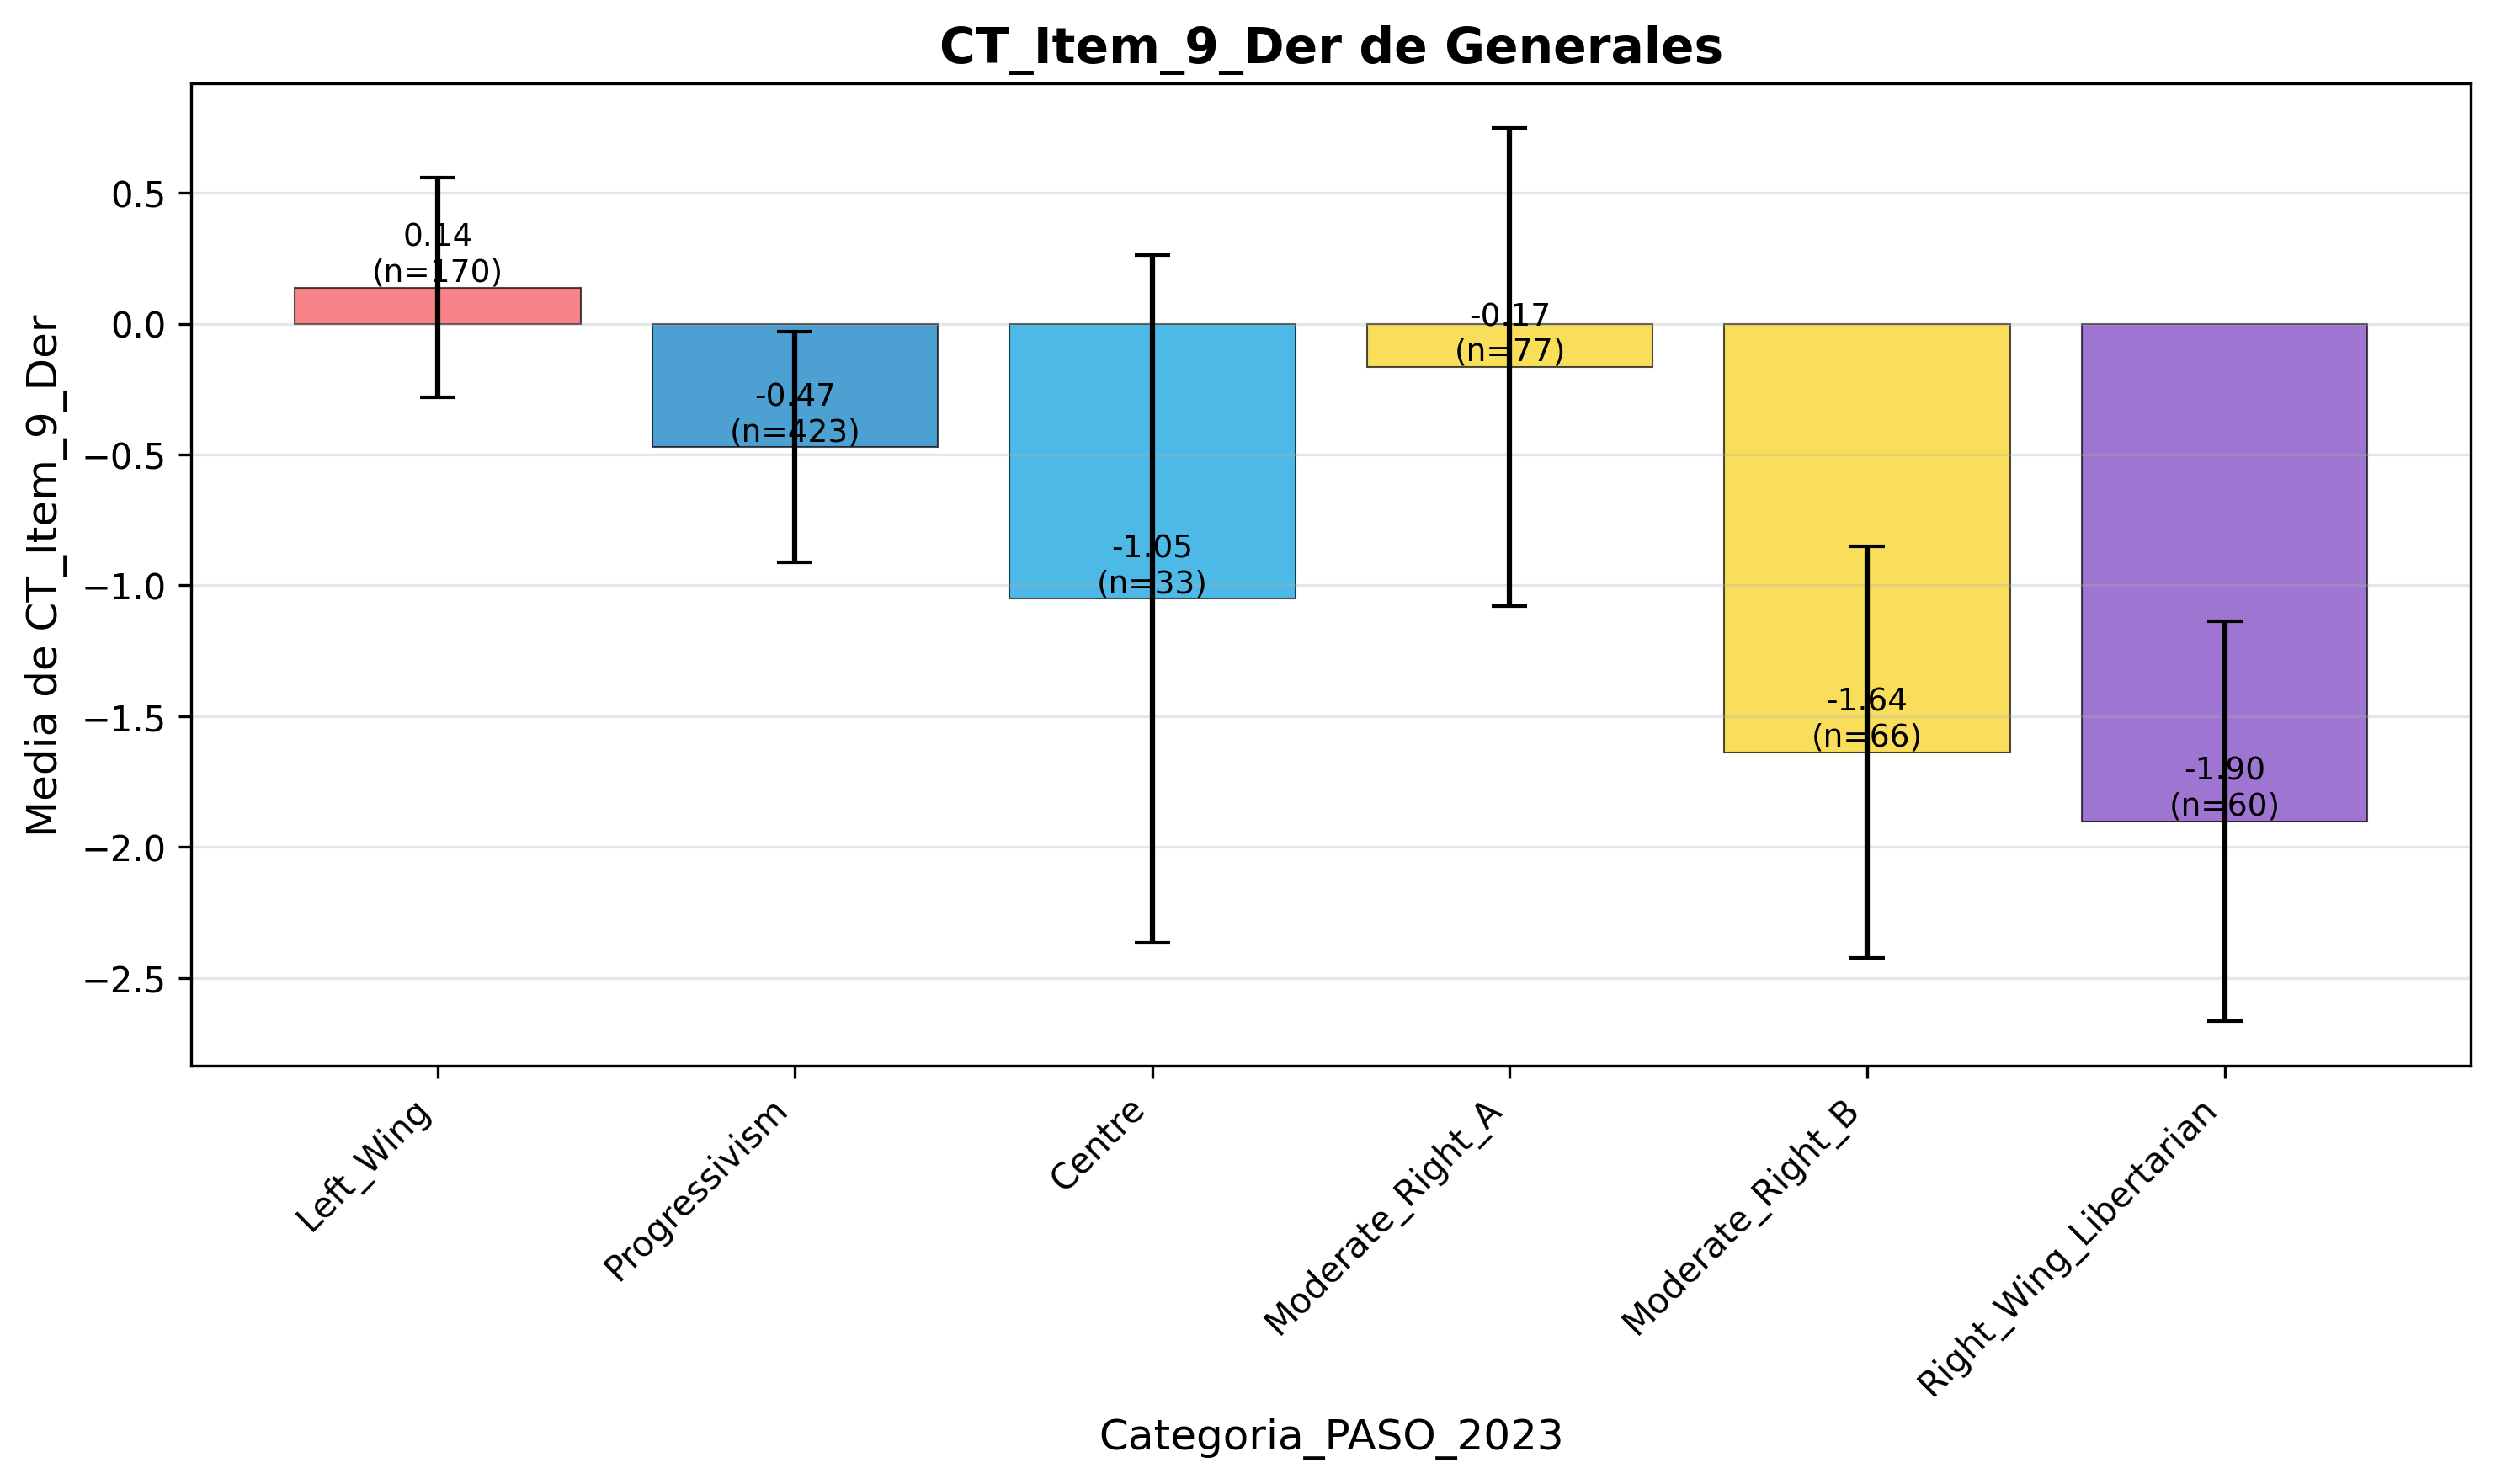 CT_Item_9_Der de Generales
Media de CT_Item_9_Der
0.5
0.0
−0.5
−1.0
−1.5
−2.0
−2.5
0.14
(n=170)
-0.47
(n=423)
-1.05
(n=33)
-0.17
(n=77)
-1.64
(n=66)
-1.90
(n=60)
Left_Wing
Progressivism
Centre
Moderate_Right_A
Moderate_Right_B
Right_Wing_Libertarian
Categoria_PASO_2023